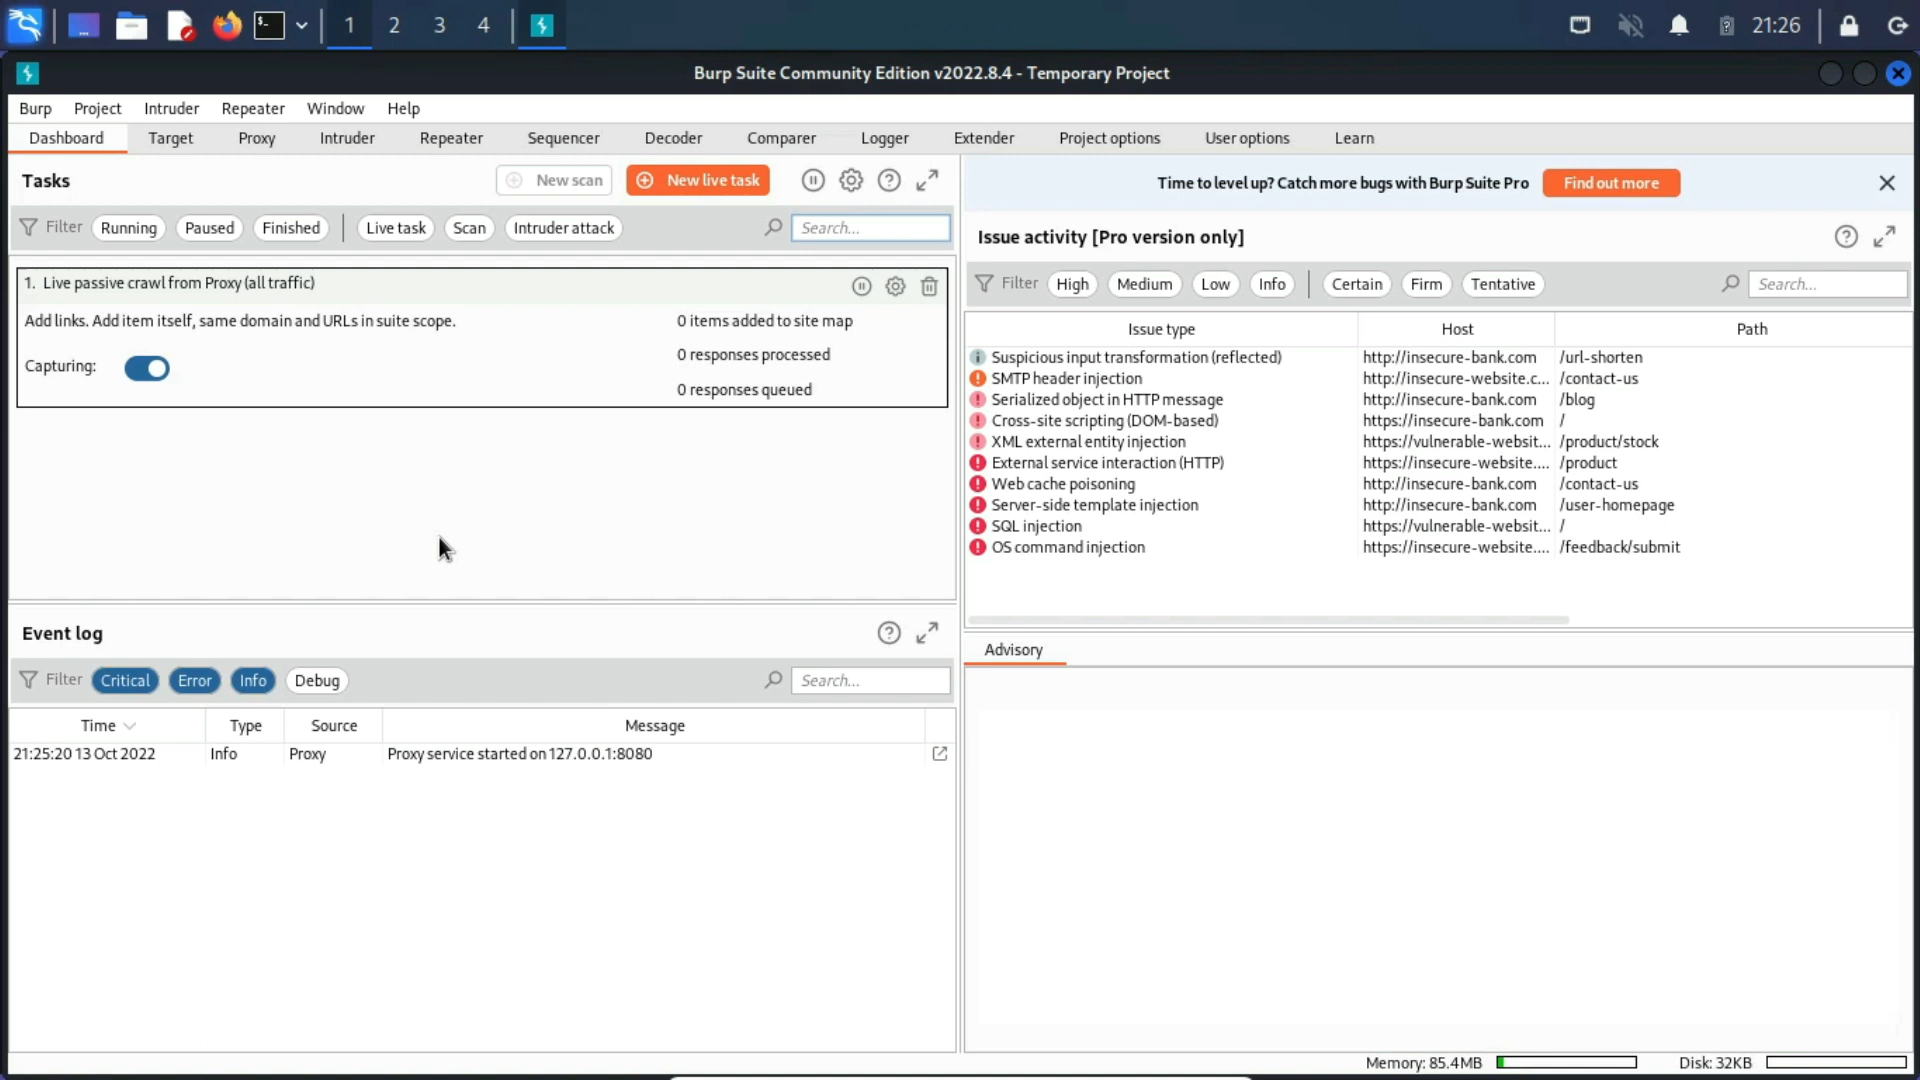 1 2 3 4 21:26
Burp Suite Community Edition v2022.8.4 - Temporary Project
Burp Project Intruder Repeater Window Help
Dashboard Target Proxy Intruder Repeater Sequencer Decoder Comparer Logger Extender Project options User options Learn
Tasks New scan New live task
Filter Running Paused Finished Live task Scan Intruder attack Search...
1. Live passive crawl from Proxy (all traffic)
Add links. Add item itself, same domain and URLs in suite scope. 0 items added to site map
Capturing: 0 responses processed
0 responses queued
Event log
Filter Critical Error Info Debug Search...
Time Type Source Message
21:25:20 13 Oct 2022 Info Proxy Proxy service started on 127.0.0.1:8080
Time to level up? Catch more bugs with Burp Suite Pro Find out more
Issue activity [Pro version only]
Filter High Medium Low Info Certain Firm Tentative Search...
Issue type Host Path
Suspicious input transformation (reflected) http://insecure-bank.com /url-shorten
SMTP header injection http://insecure-website.c... /contact-us
Serialized object in HTTP message http://insecure-bank.com /blog
Cross-site scripting (DOM-based) https://insecure-bank.com /
XML external entity injection https://vulnerable-websit... /product/stock
External service interaction (HTTP) https://insecure-website.... /product
Web cache poisoning http://insecure-bank.com /contact-us
Server-side template injection http://insecure-bank.com /user-homepage
SQL injection https://vulnerable-websit... /
OS command injection https://insecure-website.... /feedback/submit
Advisory
Memory: 85.4MB Disk: 32KB